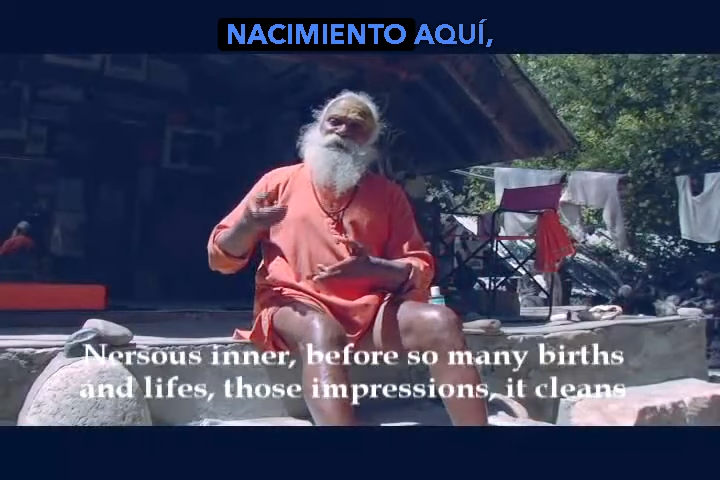 NACIMIENTO AQUÍ,
Nersous inner, before so many births
and lifes, those impressions, it cleans